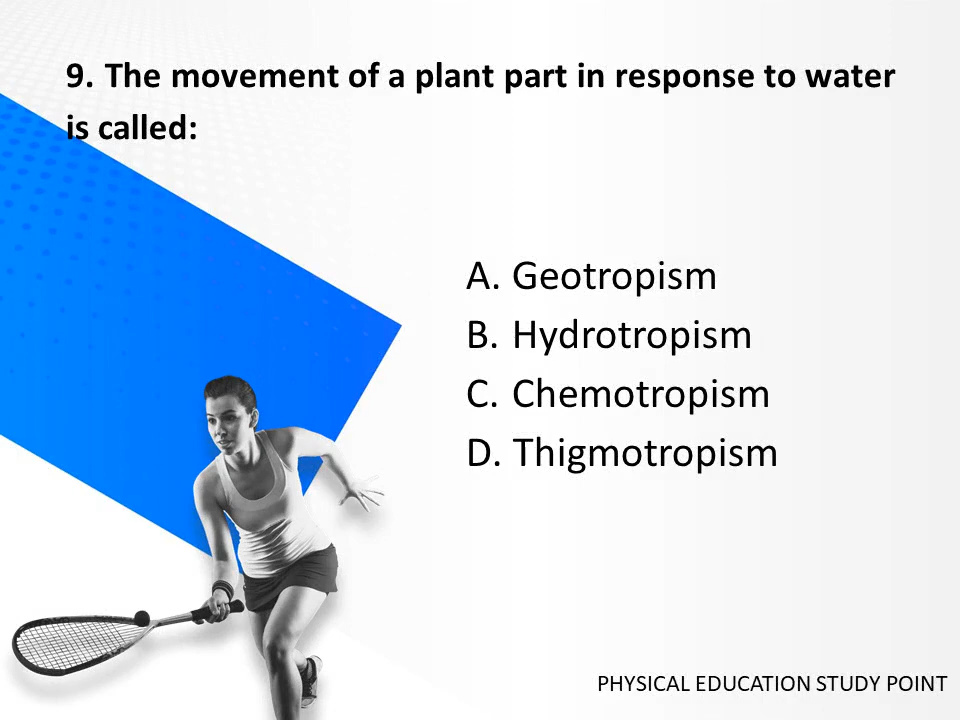 9. The movement of a plant part in response to water
is called:
A. Geotropism
B. Hydrotropism
C. Chemotropism
D. Thigmotropism
PHYSICAL EDUCATION STUDY POINT